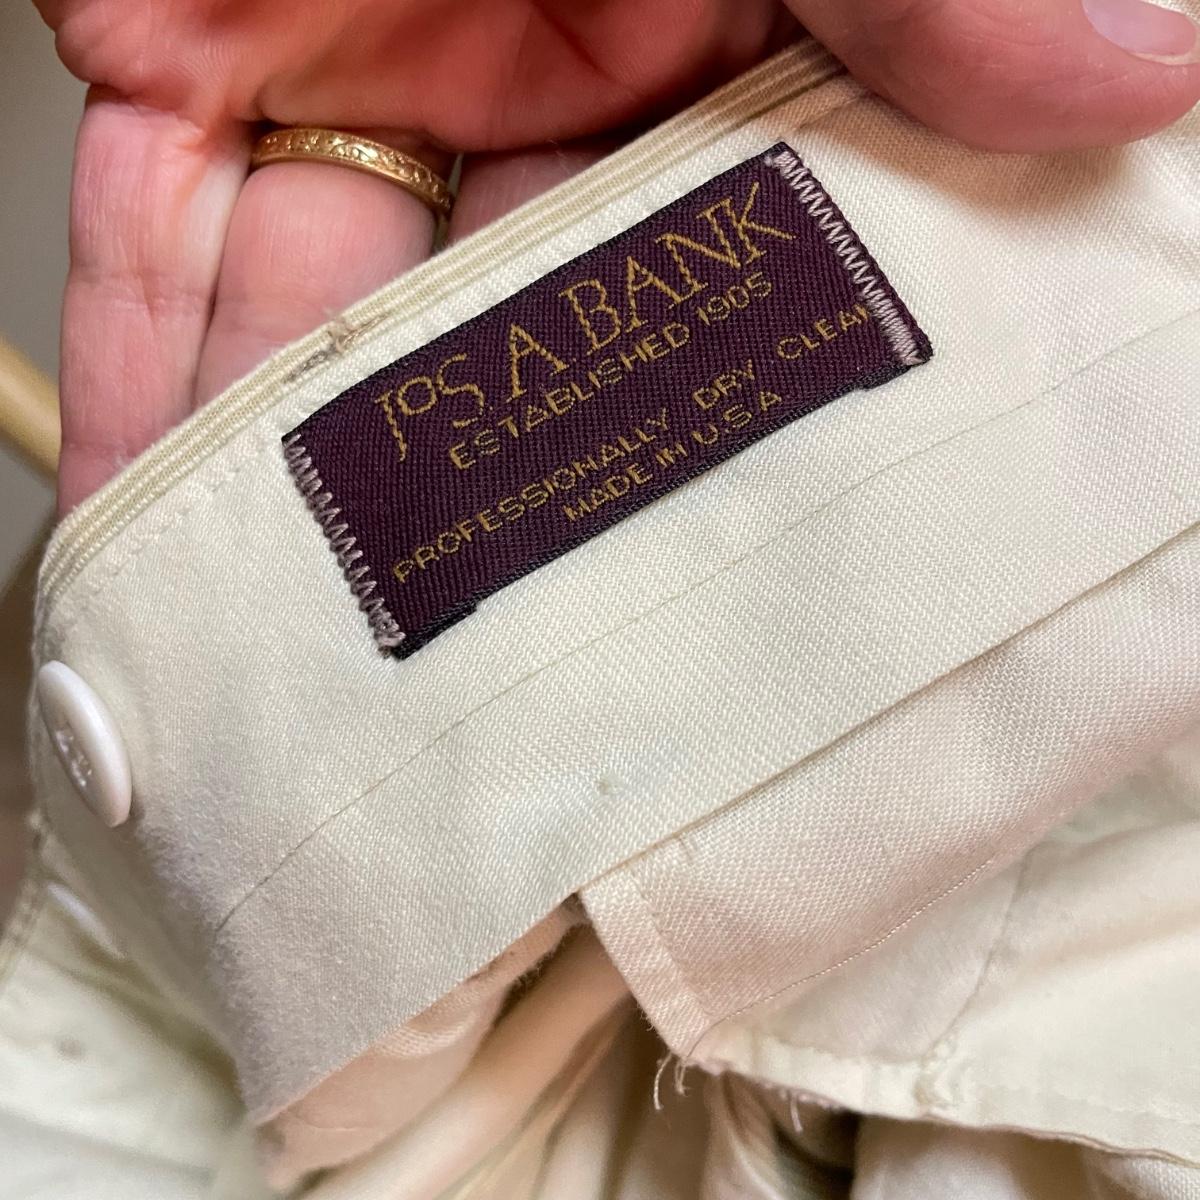 JOS. A. BANK
ESTABLISHED 1905
PROFESSIONALLY DRY CLEAN
MADE IN U.S.A